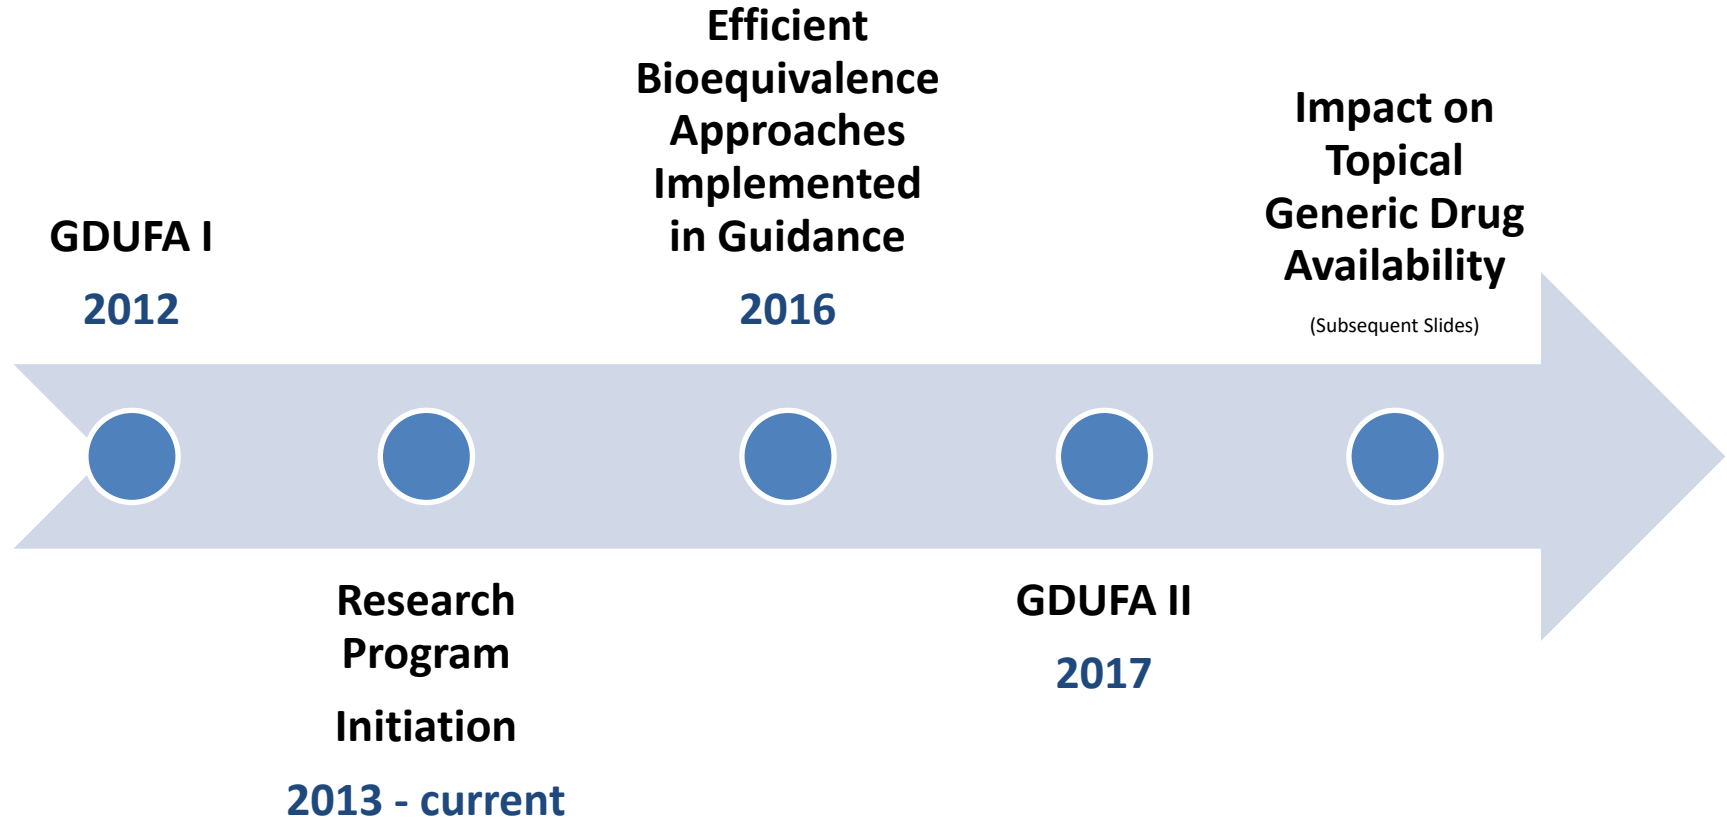 GDUFA I
2012
Research
Program
Initiation
2013 - current
Efficient
Bioequivalence
Approaches
Implemented
in Guidance
2016
GDUFA II
2017
Impact on
Topical
Generic Drug
Availability
(Subsequent Slides)